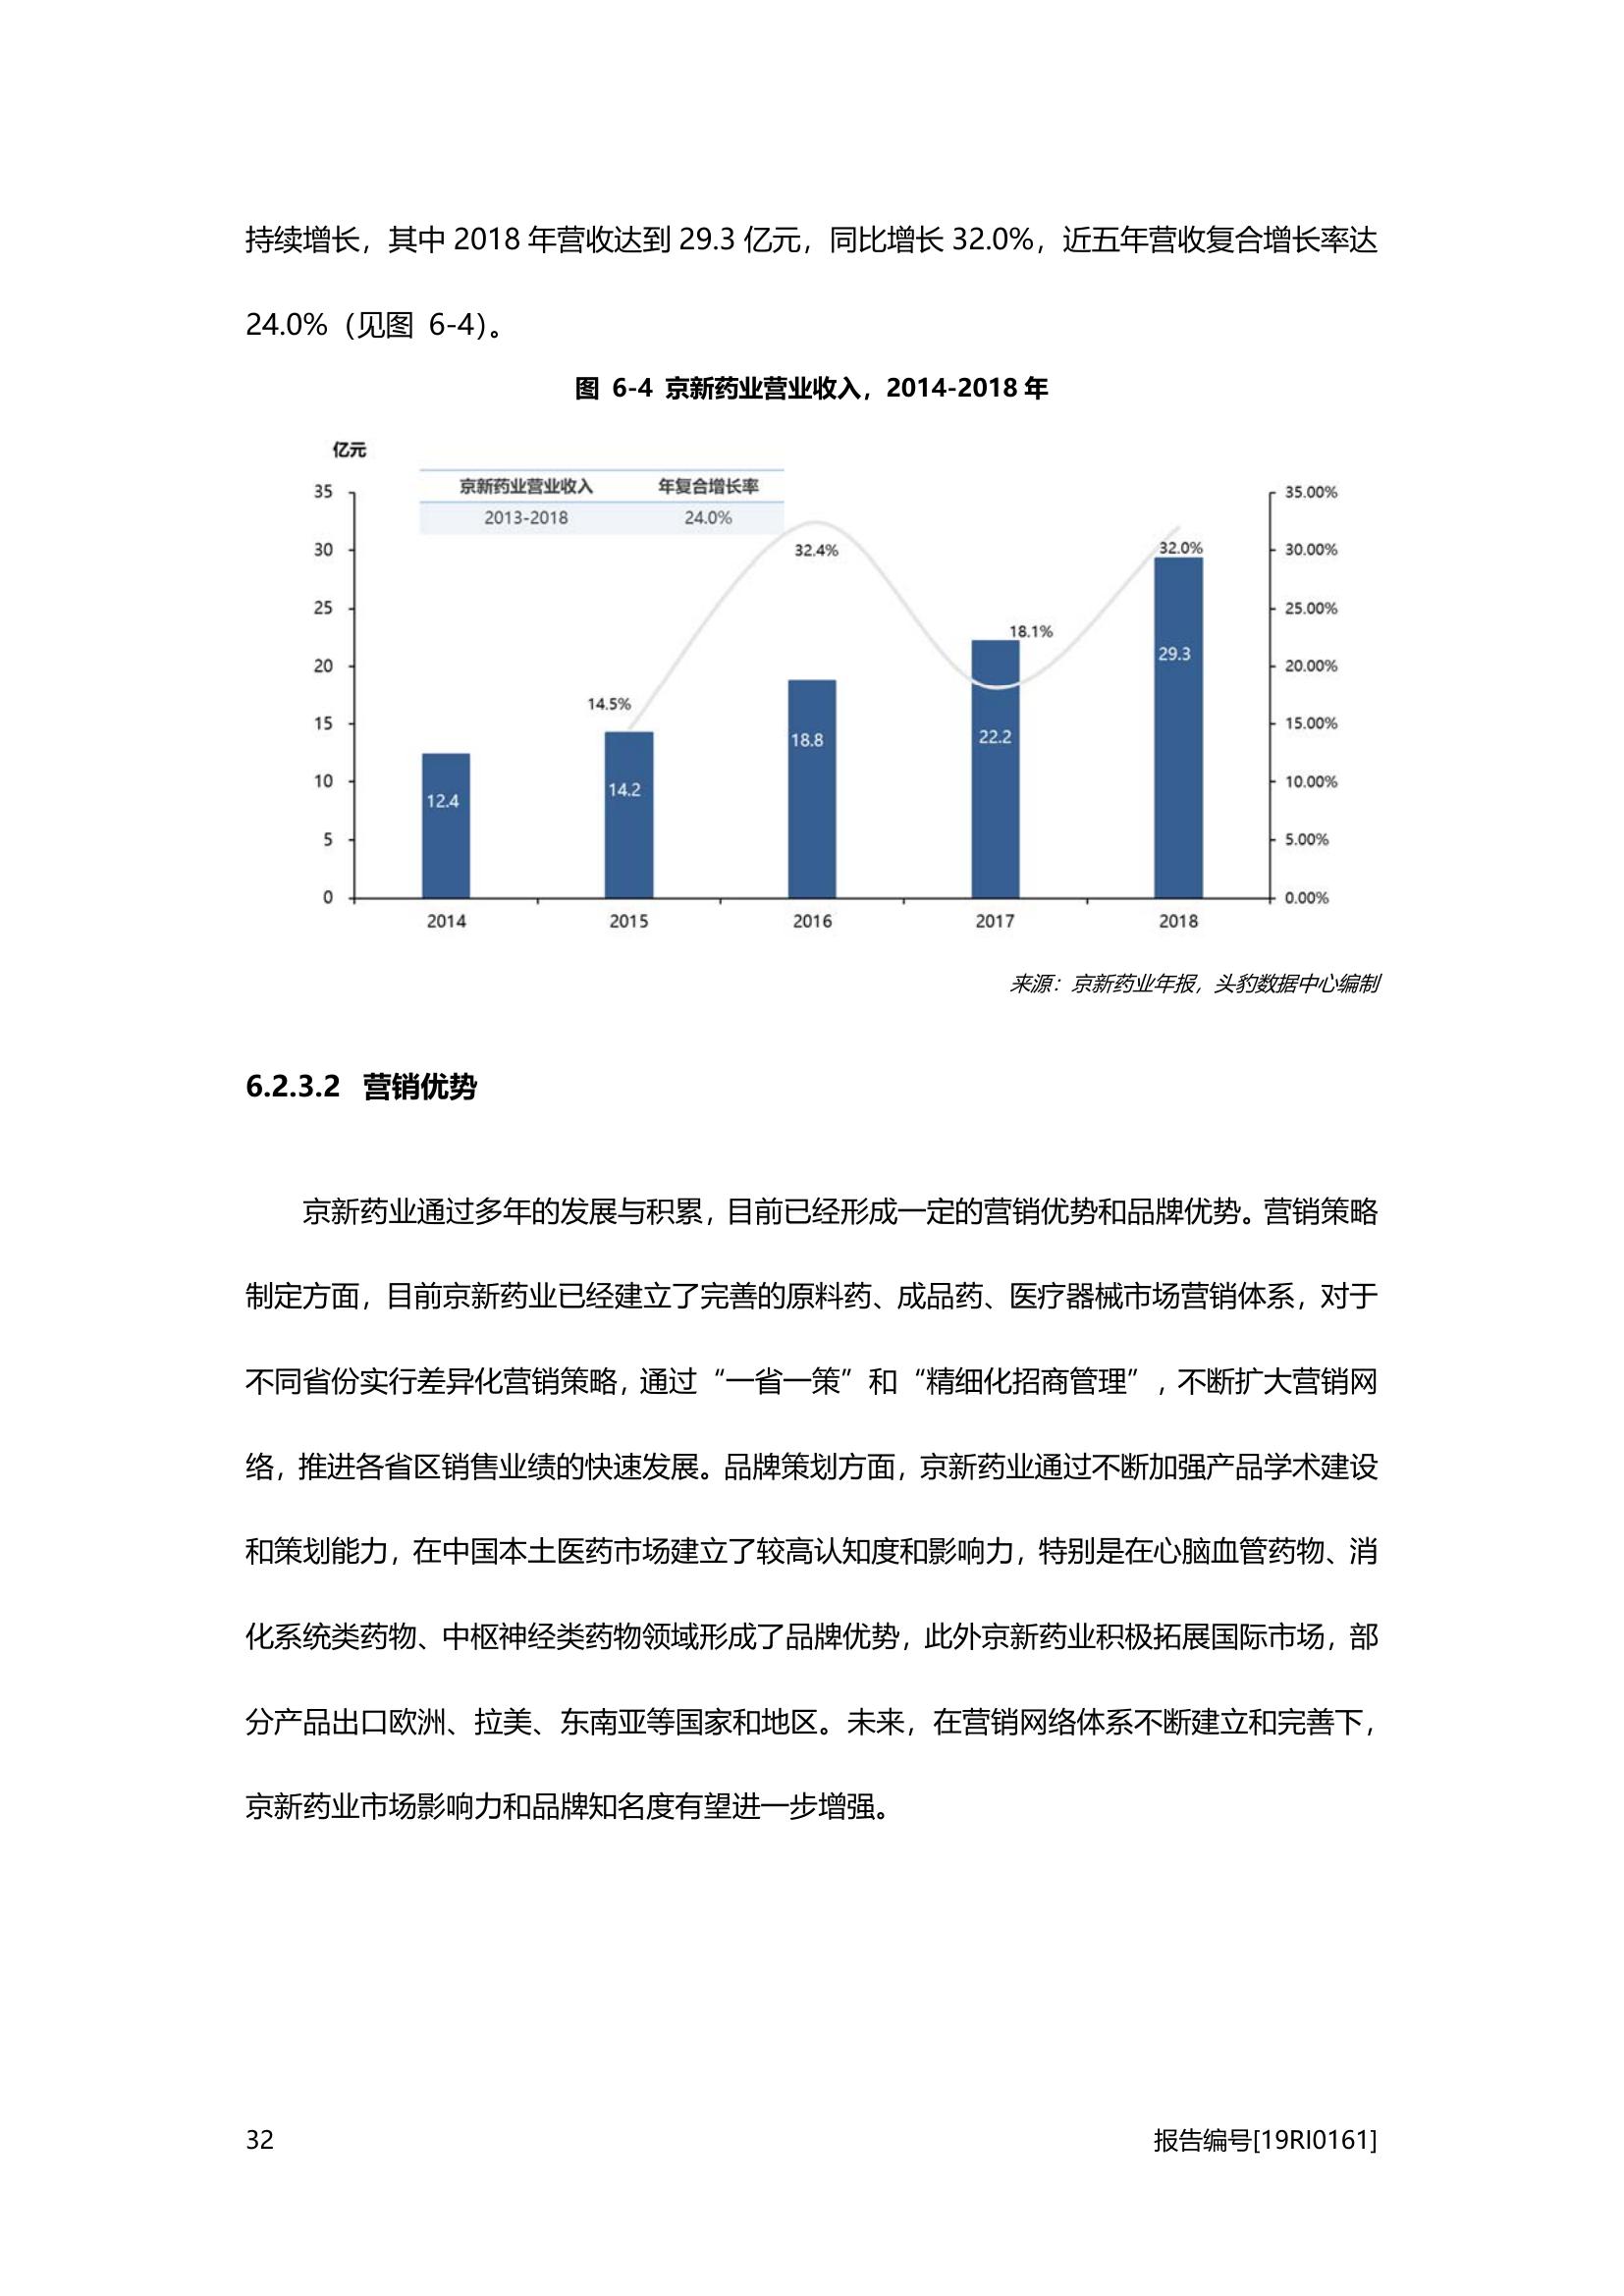 持续增长，其中 2018 年营收达到 29.3 亿元，同比增长 32.0%，近五年营收复合增长率达
24.0%（见图 6-4）。
图 6-4 京新药业营业收入，2014-2018 年
亿元
京新药业营业收入 年复合增长率
2013-2018 24.0%
35 35.00%
30 30.00%
25 25.00%
20 20.00%
15 15.00%
10 10.00%
5 5.00%
0 0.00%
14.5% 32.4% 18.1% 32.0%
12.4 14.2 18.8 22.2 29.3
2014 2015 2016 2017 2018
来源：京新药业年报，头豹数据中心编制
6.2.3.2 营销优势
京新药业通过多年的发展与积累，目前已经形成一定的营销优势和品牌优势。营销策略
制定方面，目前京新药业已经建立了完善的原料药、成品药、医疗器械市场营销体系，对于
不同省份实行差异化营销策略，通过“一省一策”和“精细化招商管理”，不断扩大营销网
络，推进各省区销售业绩的快速发展。品牌策划方面，京新药业通过不断加强产品学术建设
和策划能力，在中国本土医药市场建立了较高认知度和影响力，特别是在心脑血管药物、消
化系统类药物、中枢神经类药物领域形成了品牌优势，此外京新药业积极拓展国际市场，部
分产品出口欧洲、拉美、东南亚等国家和地区。未来，在营销网络体系不断建立和完善下，
京新药业市场影响力和品牌知名度有望进一步增强。
32 报告编号[19RI0161]